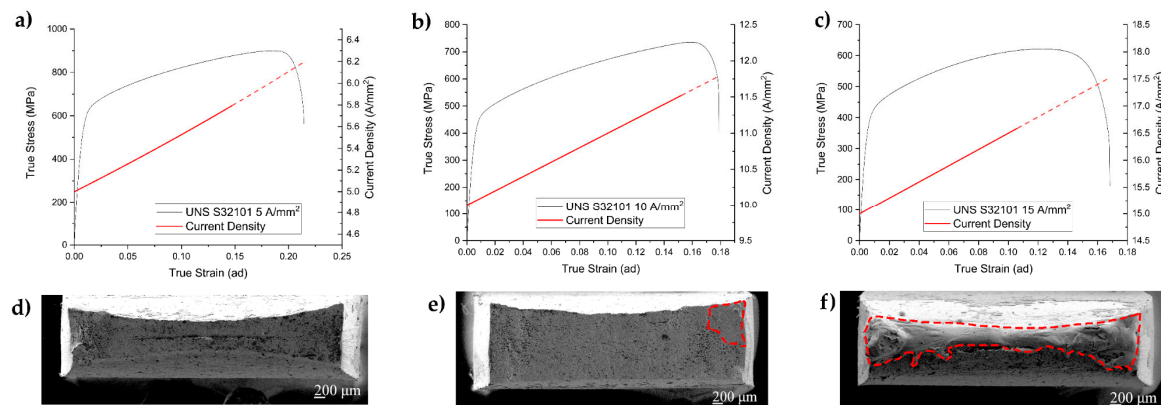 a)
True Stress (MPa)
1000
800
600
400
200
0
0.00 0.05 0.10 0.15 0.20 0.25
True Strain (ad)
Current Density (A/mm²)
6.4
6.2
6.0
5.8
5.6
5.4
5.2
5.0
4.8
4.6
UNS S32101 5 A/mm²
Current Density
b)
True Stress (MPa)
800
700
600
500
400
300
200
100
0
0.00 0.02 0.04 0.06 0.08 0.10 0.12 0.14 0.16 0.18 0.20
True Strain (ad)
Current Density (A/mm²)
12.5
12.0
11.5
11.0
10.5
10.0
9.5
UNS S32101 10 A/mm²
Current Density
c)
True Stress (MPa)
700
600
500
400
300
200
100
0
0.00 0.02 0.04 0.06 0.08 0.10 0.12 0.14 0.16 0.18
True Strain (ad)
Current Density (A/mm²)
18.5
18.0
17.5
17.0
16.5
16.0
15.5
15.0
14.5
UNS S32101 15 A/mm²
Current Density
d)
200 μm
e)
200 μm
f)
200 μm